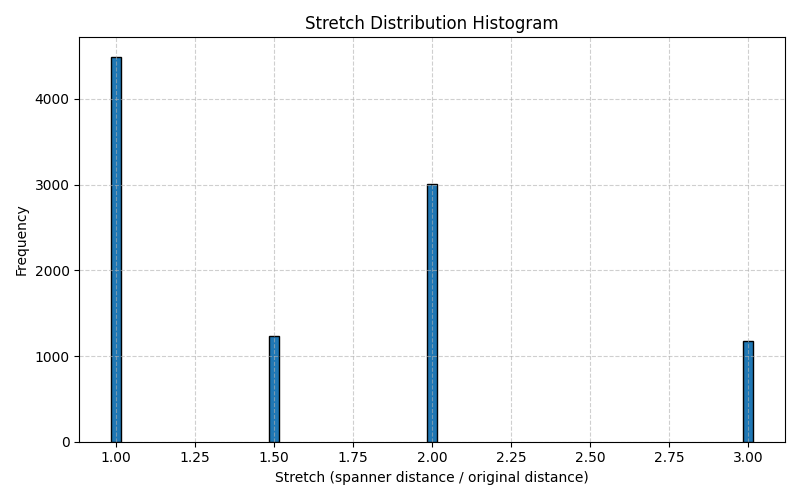 Stretch Distribution Histogram
Frequency
4000
3000
2000
1000
0
1.00 1.25 1.50 1.75 2.00 2.25 2.50 2.75 3.00
Stretch (spanner distance / original distance)